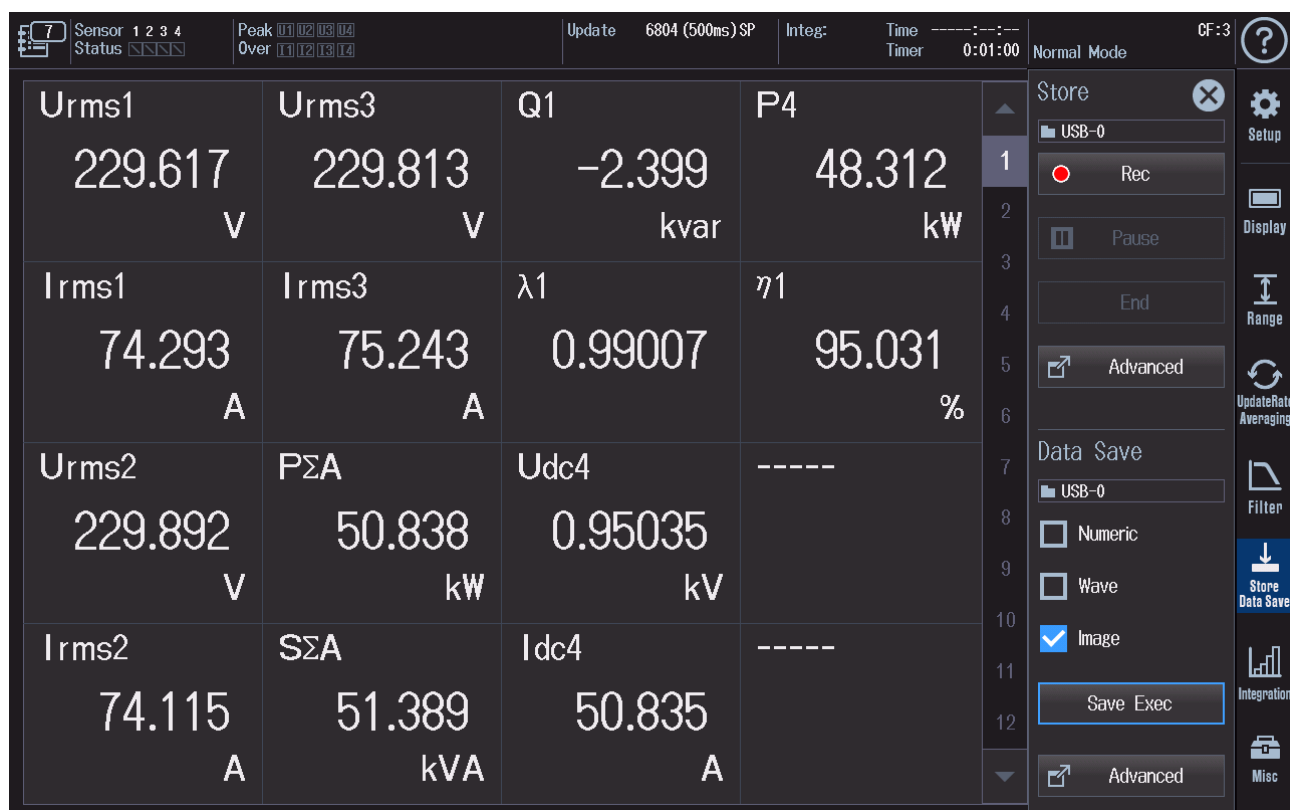 7 Sensor 1 2 3 4 Peak U1 U2 U3 U4 Update 6804 (500ms) SP Integ: Time -----:--:-- CF:3
Status Over I1 I2 I3 I4 Timer 0:01:00 Normal Mode ?
Urms1 Urms3 Q1 P4
229.617 229.813 -2.399 48.312
V V kvar kW
Irms1 Irms3 λ1 η1
74.293 75.243 0.99007 95.031
A A %
Urms2 PΣA Udc4 -----
229.892 50.838 0.95035
V kW kV
Irms2 SΣA Idc4 -----
74.115 51.389 50.835
A kVA A
1
2
3
4
5
6
7
8
9
10
11
12
Store
USB-0
Rec
Pause
End
Advanced
Data Save
USB-0
Numeric
Wave
Image
Save Exec
Advanced
Setup
Display
Range
UpdateRate
Averaging
Filter
Store
Data Save
Integration
Misc